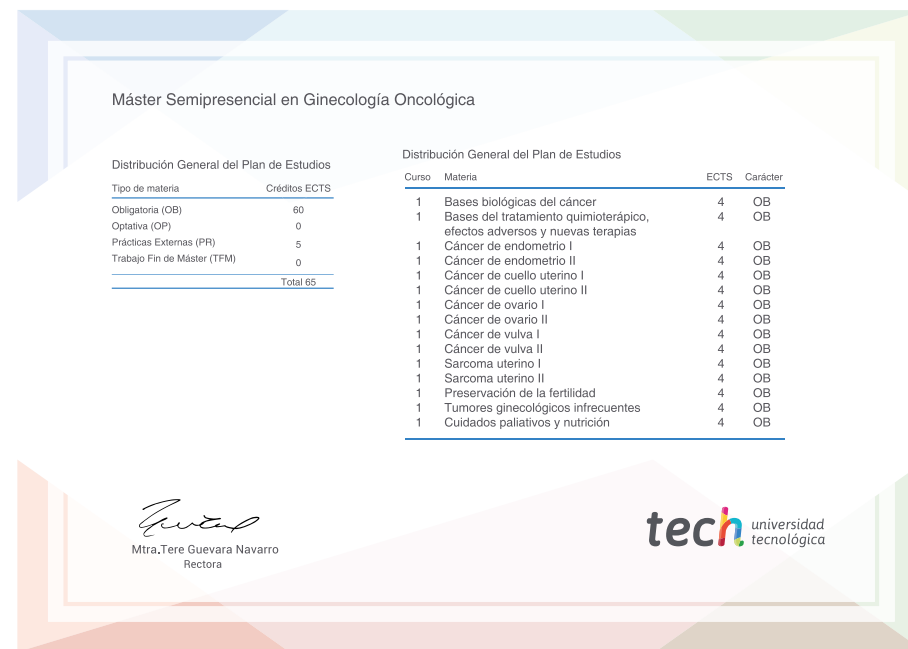 Máster Semipresencial en Ginecología Oncológica
Distribución General del Plan de Estudios
Tipo de materia Créditos ECTS
Obligatoria (OB) 60
Optativa (OP) 0
Prácticas Externas (PR) 5
Trabajo Fin de Máster (TFM) 0
Total 65
Distribución General del Plan de Estudios
Curso Materia ECTS Carácter
1 Bases biológicas del cáncer 4 OB
1 Bases del tratamiento quimioterápico, 4 OB
efectos adversos y nuevas terapias
1 Cáncer de endometrio I 4 OB
1 Cáncer de endometrio II 4 OB
1 Cáncer de cuello uterino I 4 OB
1 Cáncer de cuello uterino II 4 OB
1 Cáncer de ovario I 4 OB
1 Cáncer de ovario II 4 OB
1 Cáncer de vulva I 4 OB
1 Cáncer de vulva II 4 OB
1 Sarcoma uterino I 4 OB
1 Sarcoma uterino II 4 OB
1 Preservación de la fertilidad 4 OB
1 Tumores ginecológicos infrecuentes 4 OB
1 Cuidados paliativos y nutrición 4 OB
Mtra.Tere Guevara Navarro
Rectora
tech universidad
tecnológica